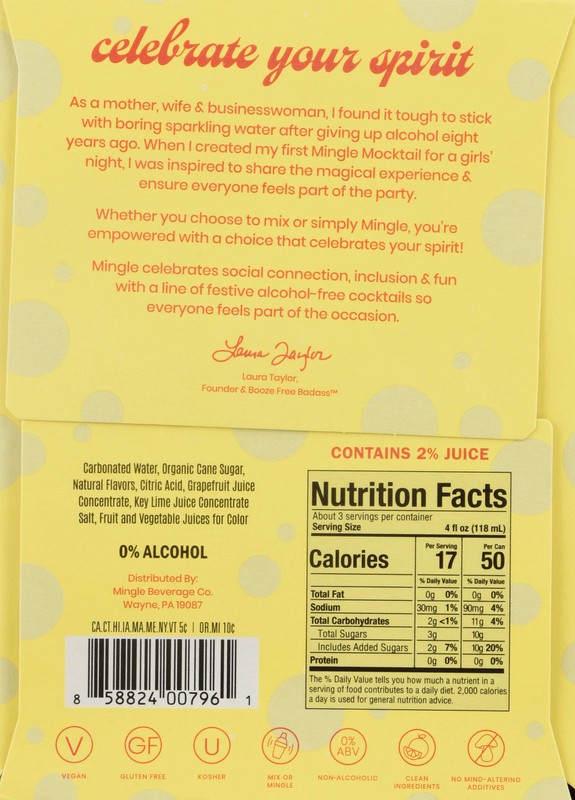 celebrate your spirit
As a mother, wife & businesswoman, I found it tough to stick
with boring sparkling water after giving up alcohol eight
years ago. When I created my first Mingle Mocktail for a girls'
night, I was inspired to share the magical experience &
ensure everyone feels part of the party.
Whether you choose to mix or simply Mingle, you're
empowered with a choice that celebrates your spirit!
Mingle celebrates social connection, inclusion & fun
with a line of festive alcohol-free cocktails so
everyone feels part of the occasion.
Laura Taylor
Laura Taylor,
Founder & Booze Free Badass™
Carbonated Water, Organic Cane Sugar,
Natural Flavors, Citric Acid, Grapefruit Juice
Concentrate, Key Lime Juice Concentrate
Salt, Fruit and Vegetable Juices for Color
0% ALCOHOL
Distributed By:
Mingle Beverage Co.
Wayne, PA 19087
CA.CT.HI.IA.MA.ME.NY.VT 5¢ | OR.MI 10¢
8 58824 00796 1
CONTAINS 2% JUICE
Nutrition Facts
About 3 servings per container
Serving Size 4 fl oz (118 mL)
Per Serving Per Can
Calories 17 50
% Daily Value % Daily Value
Total Fat 0g 0% 0g 0%
Sodium 30mg 1% 90mg 4%
Total Carbohydrates 2g <1% 11g 4%
Total Sugars 3g 10g
Includes Added Sugars 2g 7% 10g 20%
Protein 0g 0% 0g 0%
The % Daily Value tells you how much a nutrient in a
serving of food contributes to a daily diet. 2,000 calories
a day is used for general nutrition advice.
V GF U 0% ABV
VEGAN GLUTEN FREE KOSHER MIX OR MINGLE NON-ALCOHOLIC CLEAN INGREDIENTS NO MIND-ALTERING ADDITIVES